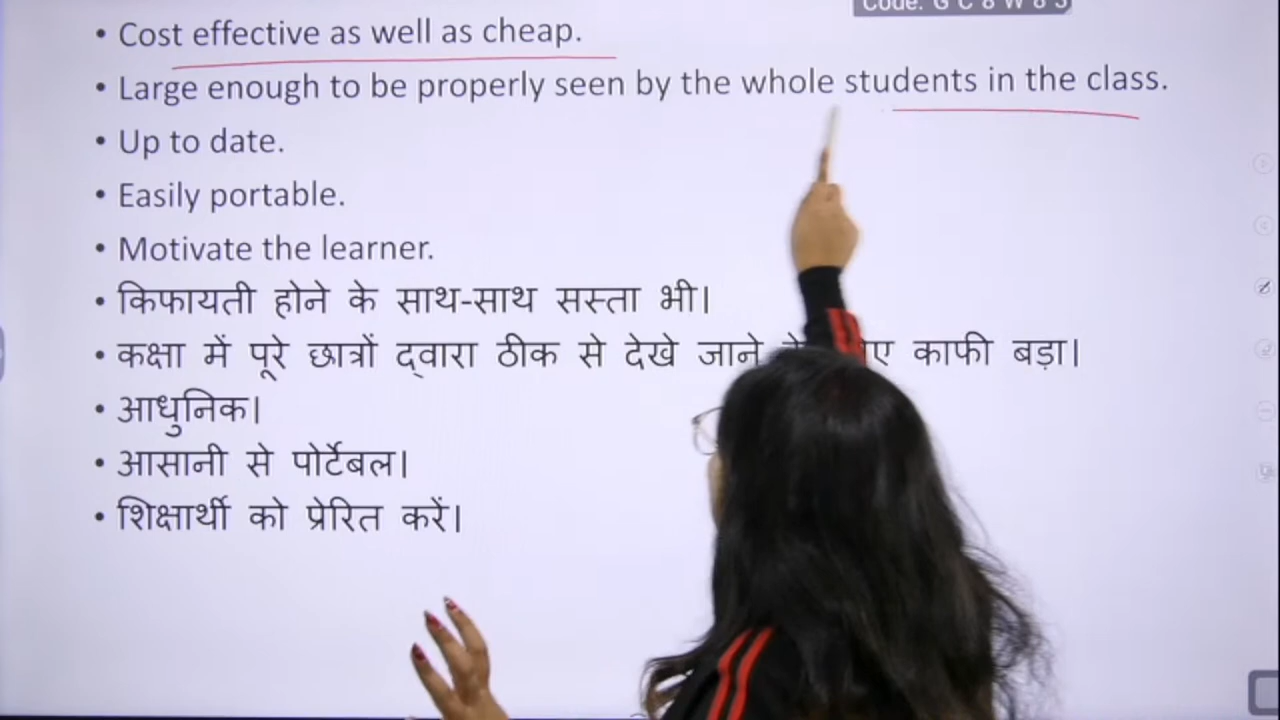 Code: G C 8 W 8 S
• Cost effective as well as cheap.
• Large enough to be properly seen by the whole students in the class.
• Up to date.
• Easily portable.
• Motivate the learner.
• किफायती होने के साथ-साथ सस्ता भी।
• कक्षा में पूरे छात्रों द्वारा ठीक से देखे जाने काफी बड़ा।
• आधुनिक।
• आसानी से पोर्टेबल।
• शिक्षार्थी को प्रेरित करें।